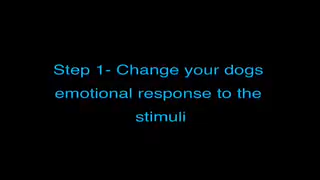 Step 1- Change your dogs
emotional response to the
stimuli